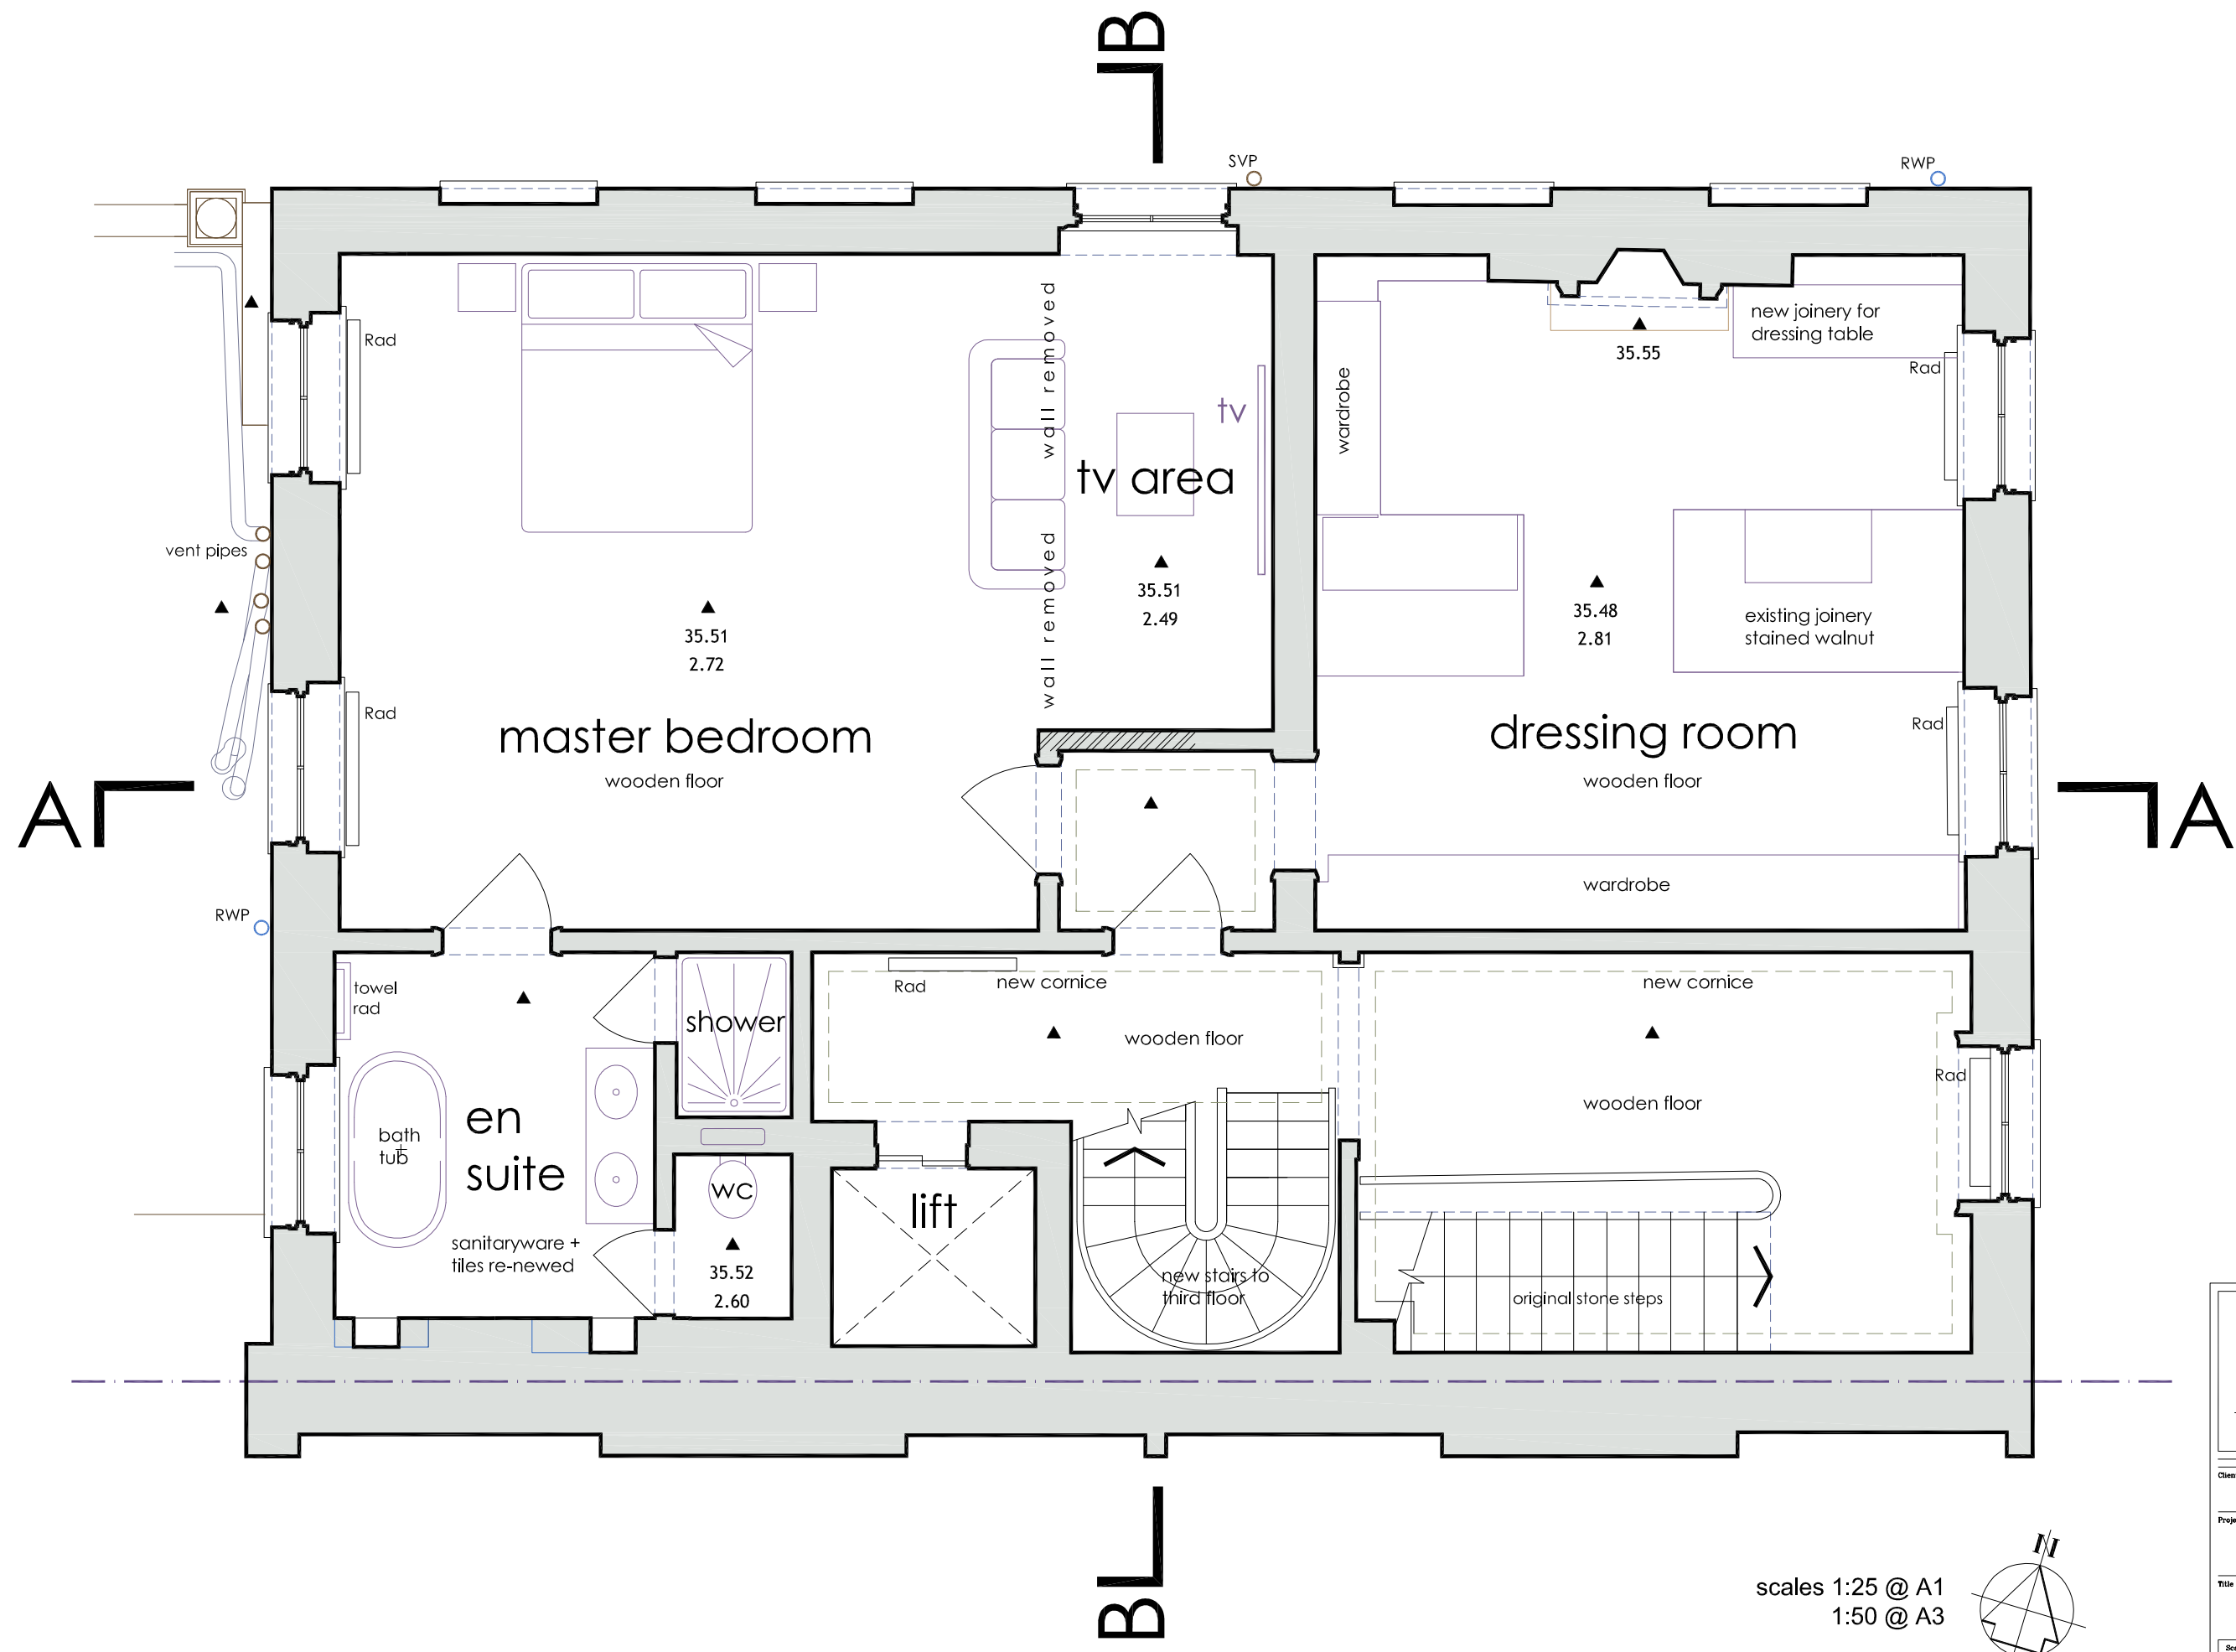 B
SVP
RWP
Rad
new joinery for
dressing table
35.55
Rad
wardrobe
wall removed
tv
tv area
vent pipes
35.51
2.49
35.51
2.72
wall removed
35.48
2.81
existing joinery
stained walnut
Rad
master bedroom
wooden floor
dressing room
wooden floor
Rad
A
A
wardrobe
RWP
towel
rad
shower
Rad
new cornice
wooden floor
new cornice
wooden floor
Rad
bath
tub
en
suite
wc
lift
sanitaryware +
tiles re-newed
35.52
2.60
new stairs to
third floor
original stone steps
B
scales 1:25 @ A1
1:50 @ A3
N
Title